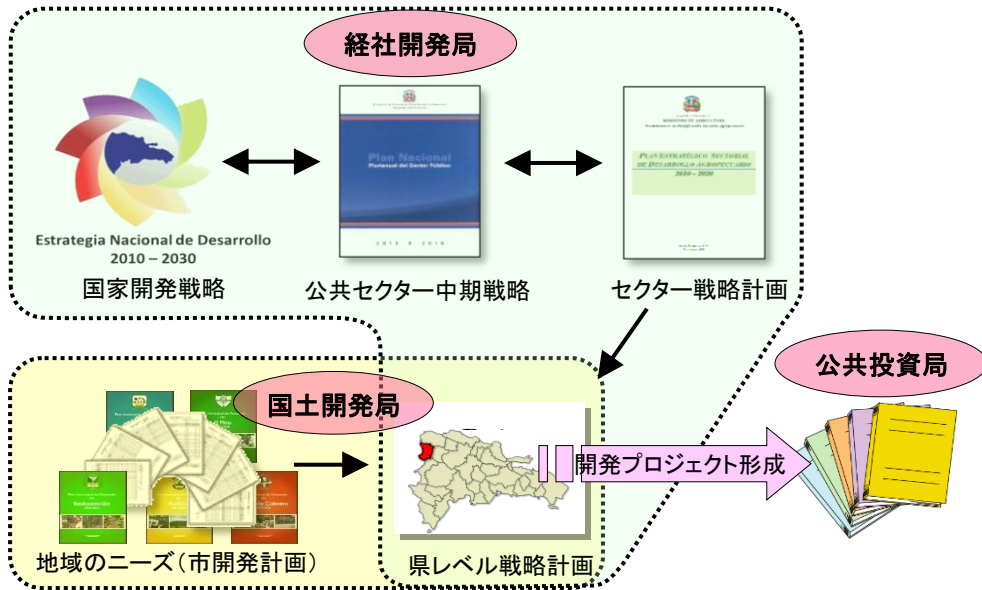 経社開発局
Estrategia Nacional de Desarrollo
2010 – 2030
Plan Nacional
Plurianual del Sector Público
国家開発戦略
公共セクター中期戦略
MINISTERIO DE AGRICULTURA
PLAN ESTRATÉGICO SECTORIAL
DE DESARROLLO AGROPECUARIO
2010 – 2020
セクター戦略計画
国土開発局
公共投資局
Restauración
開発プロジェクト形成
地域のニーズ(市開発計画)
県レベル戦略計画